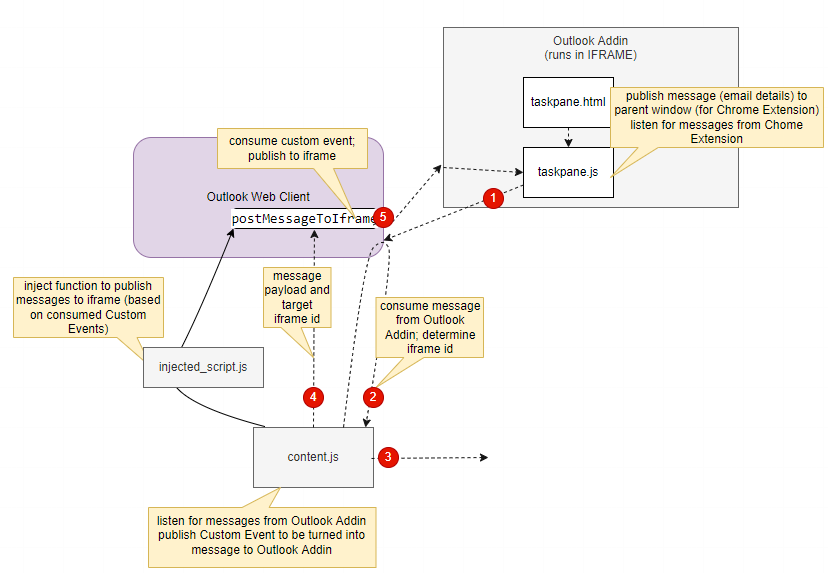 Outlook Addin
(runs in IFRAME)
taskpane.html
publish message (email details) to
parent window (for Chrome Extension)
listen for messages from Chome
Extension
taskpane.js
1
consume custom event;
publish to iframe
Outlook Web Client
postMessageToIframe
5
inject function to publish
messages to iframe (based
on consumed Custom
Events)
message
payload and
target
iframe id
consume message
from Outlook
Addin; determine
iframe id
injected_script.js
4
2
content.js
3
listen for messages from Outlook Addin
publish Custom Event to be turned into
message to Outlook Addin